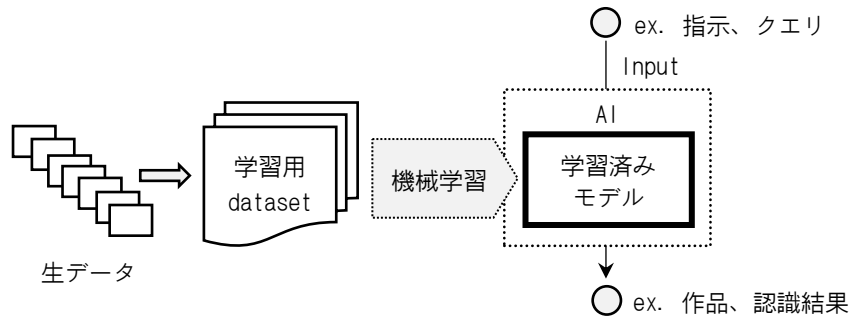 ex. 指示、クエリ
Input
AI
学習用
dataset
機械学習
学習済み
モデル
生データ
ex. 作品、認識結果